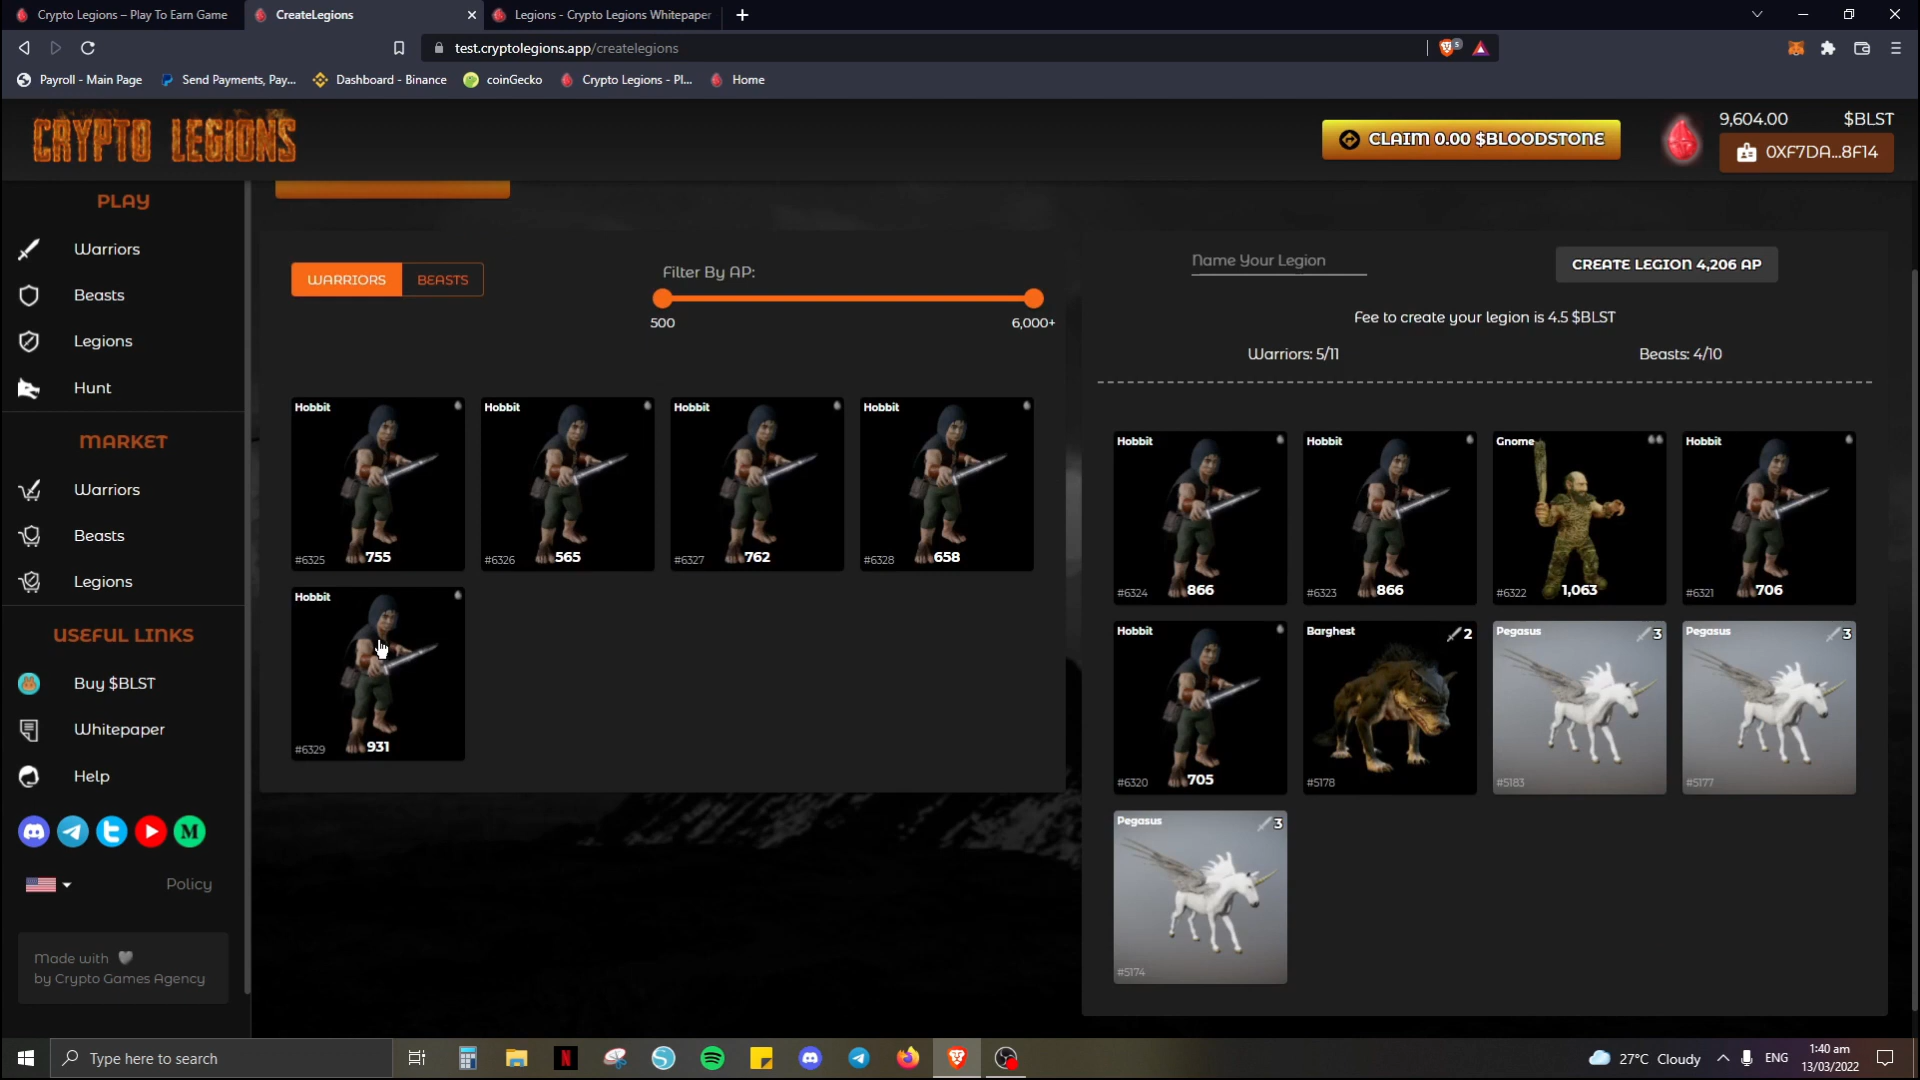 Crypto Legions – Play To Earn Game
CreateLegions
Legions - Crypto Legions Whitepaper
test.cryptolegions.app/createlegions
5
Payroll - Main Page
Send Payments, Pay...
Dashboard - Binance
coinGecko
Crypto Legions - Pl...
Home
CRYPTO LEGIONS
CLAIM 0.00 $BLOODSTONE
9,604.00 $BLST
0XF7DA...8F14
PLAY
Warriors
Beasts
Legions
Hunt
MARKET
Warriors
Beasts
Legions
USEFUL LINKS
Buy $BLST
Whitepaper
Help
M
Policy
Made with
by Crypto Games Agency
WARRIORS BEASTS
Filter By AP:
500 6,000+
Hobbit
#6325 755
Hobbit
#6326 565
Hobbit
#6327 762
Hobbit
#6328 658
Hobbit
#6329 931
Name Your Legion
CREATE LEGION 4,206 AP
Fee to create your legion is 4.5 $BLST
Warriors: 5/11 Beasts: 4/10
Hobbit
#6324 866
Hobbit
#6323 866
Gnome
#6322 1,063
Hobbit
#6321 706
Hobbit
#6320 705
Barghest 2
#5178
Pegasus 3
#5183
Pegasus 3
#5177
Pegasus 3
#5174
Type here to search
27°C Cloudy
ENG
1:40 am
13/03/2022